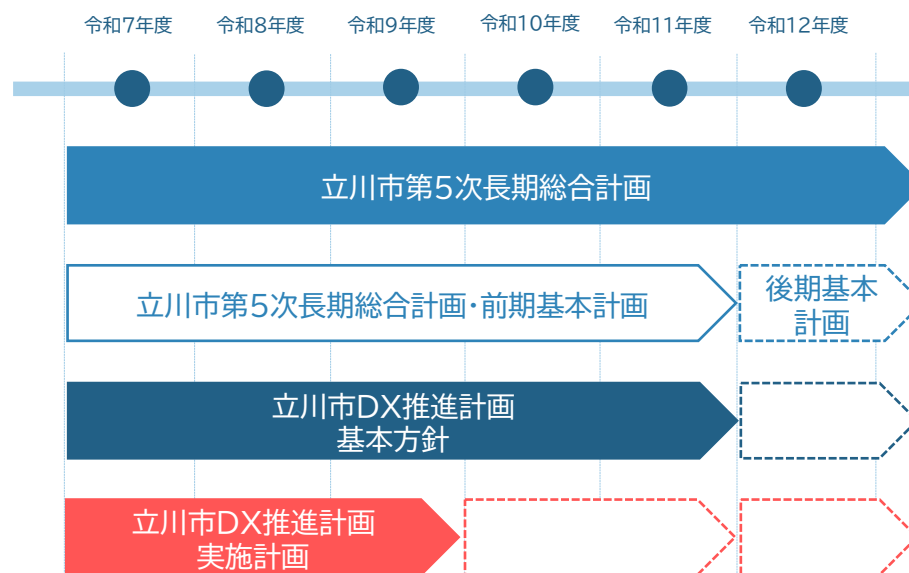 令和7年度 令和8年度 令和9年度 令和10年度 令和11年度 令和12年度
立川市第5次長期総合計画
立川市第5次長期総合計画・前期基本計画
後期基本
計画
立川市DX推進計画
基本方針
立川市DX推進計画
実施計画